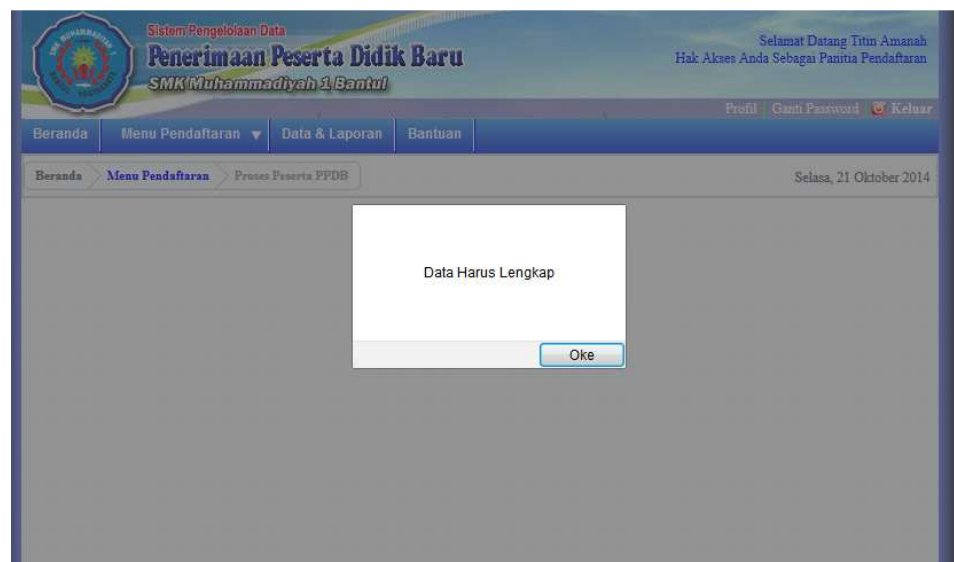 Sistem Pengelolaan Data
Penerimaan Peserta Didik Baru
SMK Muhammadiyah 1 Bantul
Selamat Datang Titin Amanah
Hak Akses Anda Sebagai Panitia Pendaftaran
Profil Ganti Password Keluar
Beranda Menu Pendaftaran Data & Laporan Bantuan
Beranda Menu Pendaftaran Proses Peserta PPDB
Selasa, 21 Oktober 2014
Data Harus Lengkap
Oke